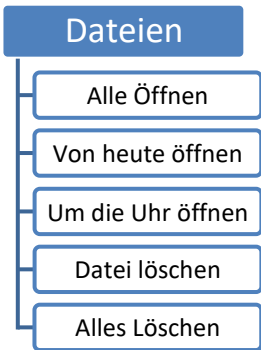 Dateien
Alle Öffnen
Von heute öffnen
Um die Uhr öffnen
Datei löschen
Alles Löschen